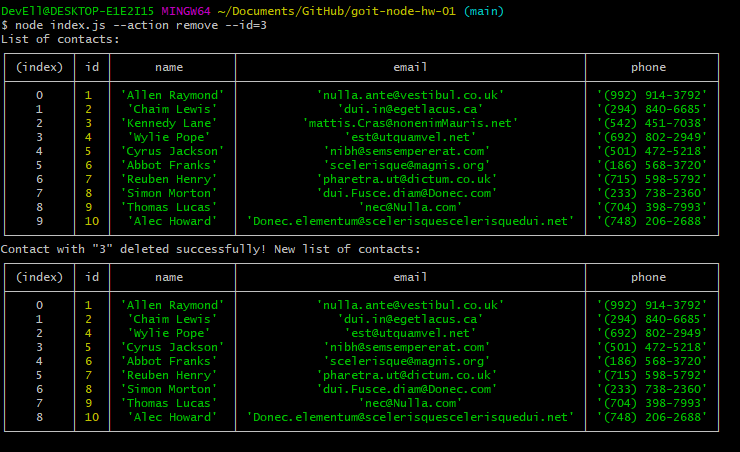 DevEll@DESKTOP-E1E2I15 MINGW64 ~/Documents/GitHub/goit-node-hw-01 (main)
$ node index.js --action remove --id=3
List of contacts:
(index) id name email phone
0 1 'Allen Raymond' 'nulla.ante@vestibul.co.uk' '(992) 914-3792'
1 2 'Chaim Lewis' 'dui.in@egetlacus.ca' '(294) 840-6685'
2 3 'Kennedy Lane' 'mattis.Cras@nonenimMauris.net' '(542) 451-7038'
3 4 'Wylie Pope' 'est@utquamvel.net' '(692) 802-2949'
4 5 'Cyrus Jackson' 'nibh@semsempererat.com' '(501) 472-5218'
5 6 'Abbot Franks' 'scelerisque@magnis.org' '(186) 568-3720'
6 7 'Reuben Henry' 'pharetra.ut@dictum.co.uk' '(715) 598-5792'
7 8 'Simon Morton' 'dui.Fusce.diam@Donec.com' '(233) 738-2360'
8 9 'Thomas Lucas' 'nec@Nulla.com' '(704) 398-7993'
9 10 'Alec Howard' 'Donec.elementum@scelerisquescelerisquedui.net' '(748) 206-2688'
Contact with "3" deleted successfully! New list of contacts:
(index) id name email phone
0 1 'Allen Raymond' 'nulla.ante@vestibul.co.uk' '(992) 914-3792'
1 2 'Chaim Lewis' 'dui.in@egetlacus.ca' '(294) 840-6685'
2 4 'Wylie Pope' 'est@utquamvel.net' '(692) 802-2949'
3 5 'Cyrus Jackson' 'nibh@semsempererat.com' '(501) 472-5218'
4 6 'Abbot Franks' 'scelerisque@magnis.org' '(186) 568-3720'
5 7 'Reuben Henry' 'pharetra.ut@dictum.co.uk' '(715) 598-5792'
6 8 'Simon Morton' 'dui.Fusce.diam@Donec.com' '(233) 738-2360'
7 9 'Thomas Lucas' 'nec@Nulla.com' '(704) 398-7993'
8 10 'Alec Howard' 'Donec.elementum@scelerisquescelerisquedui.net' '(748) 206-2688'